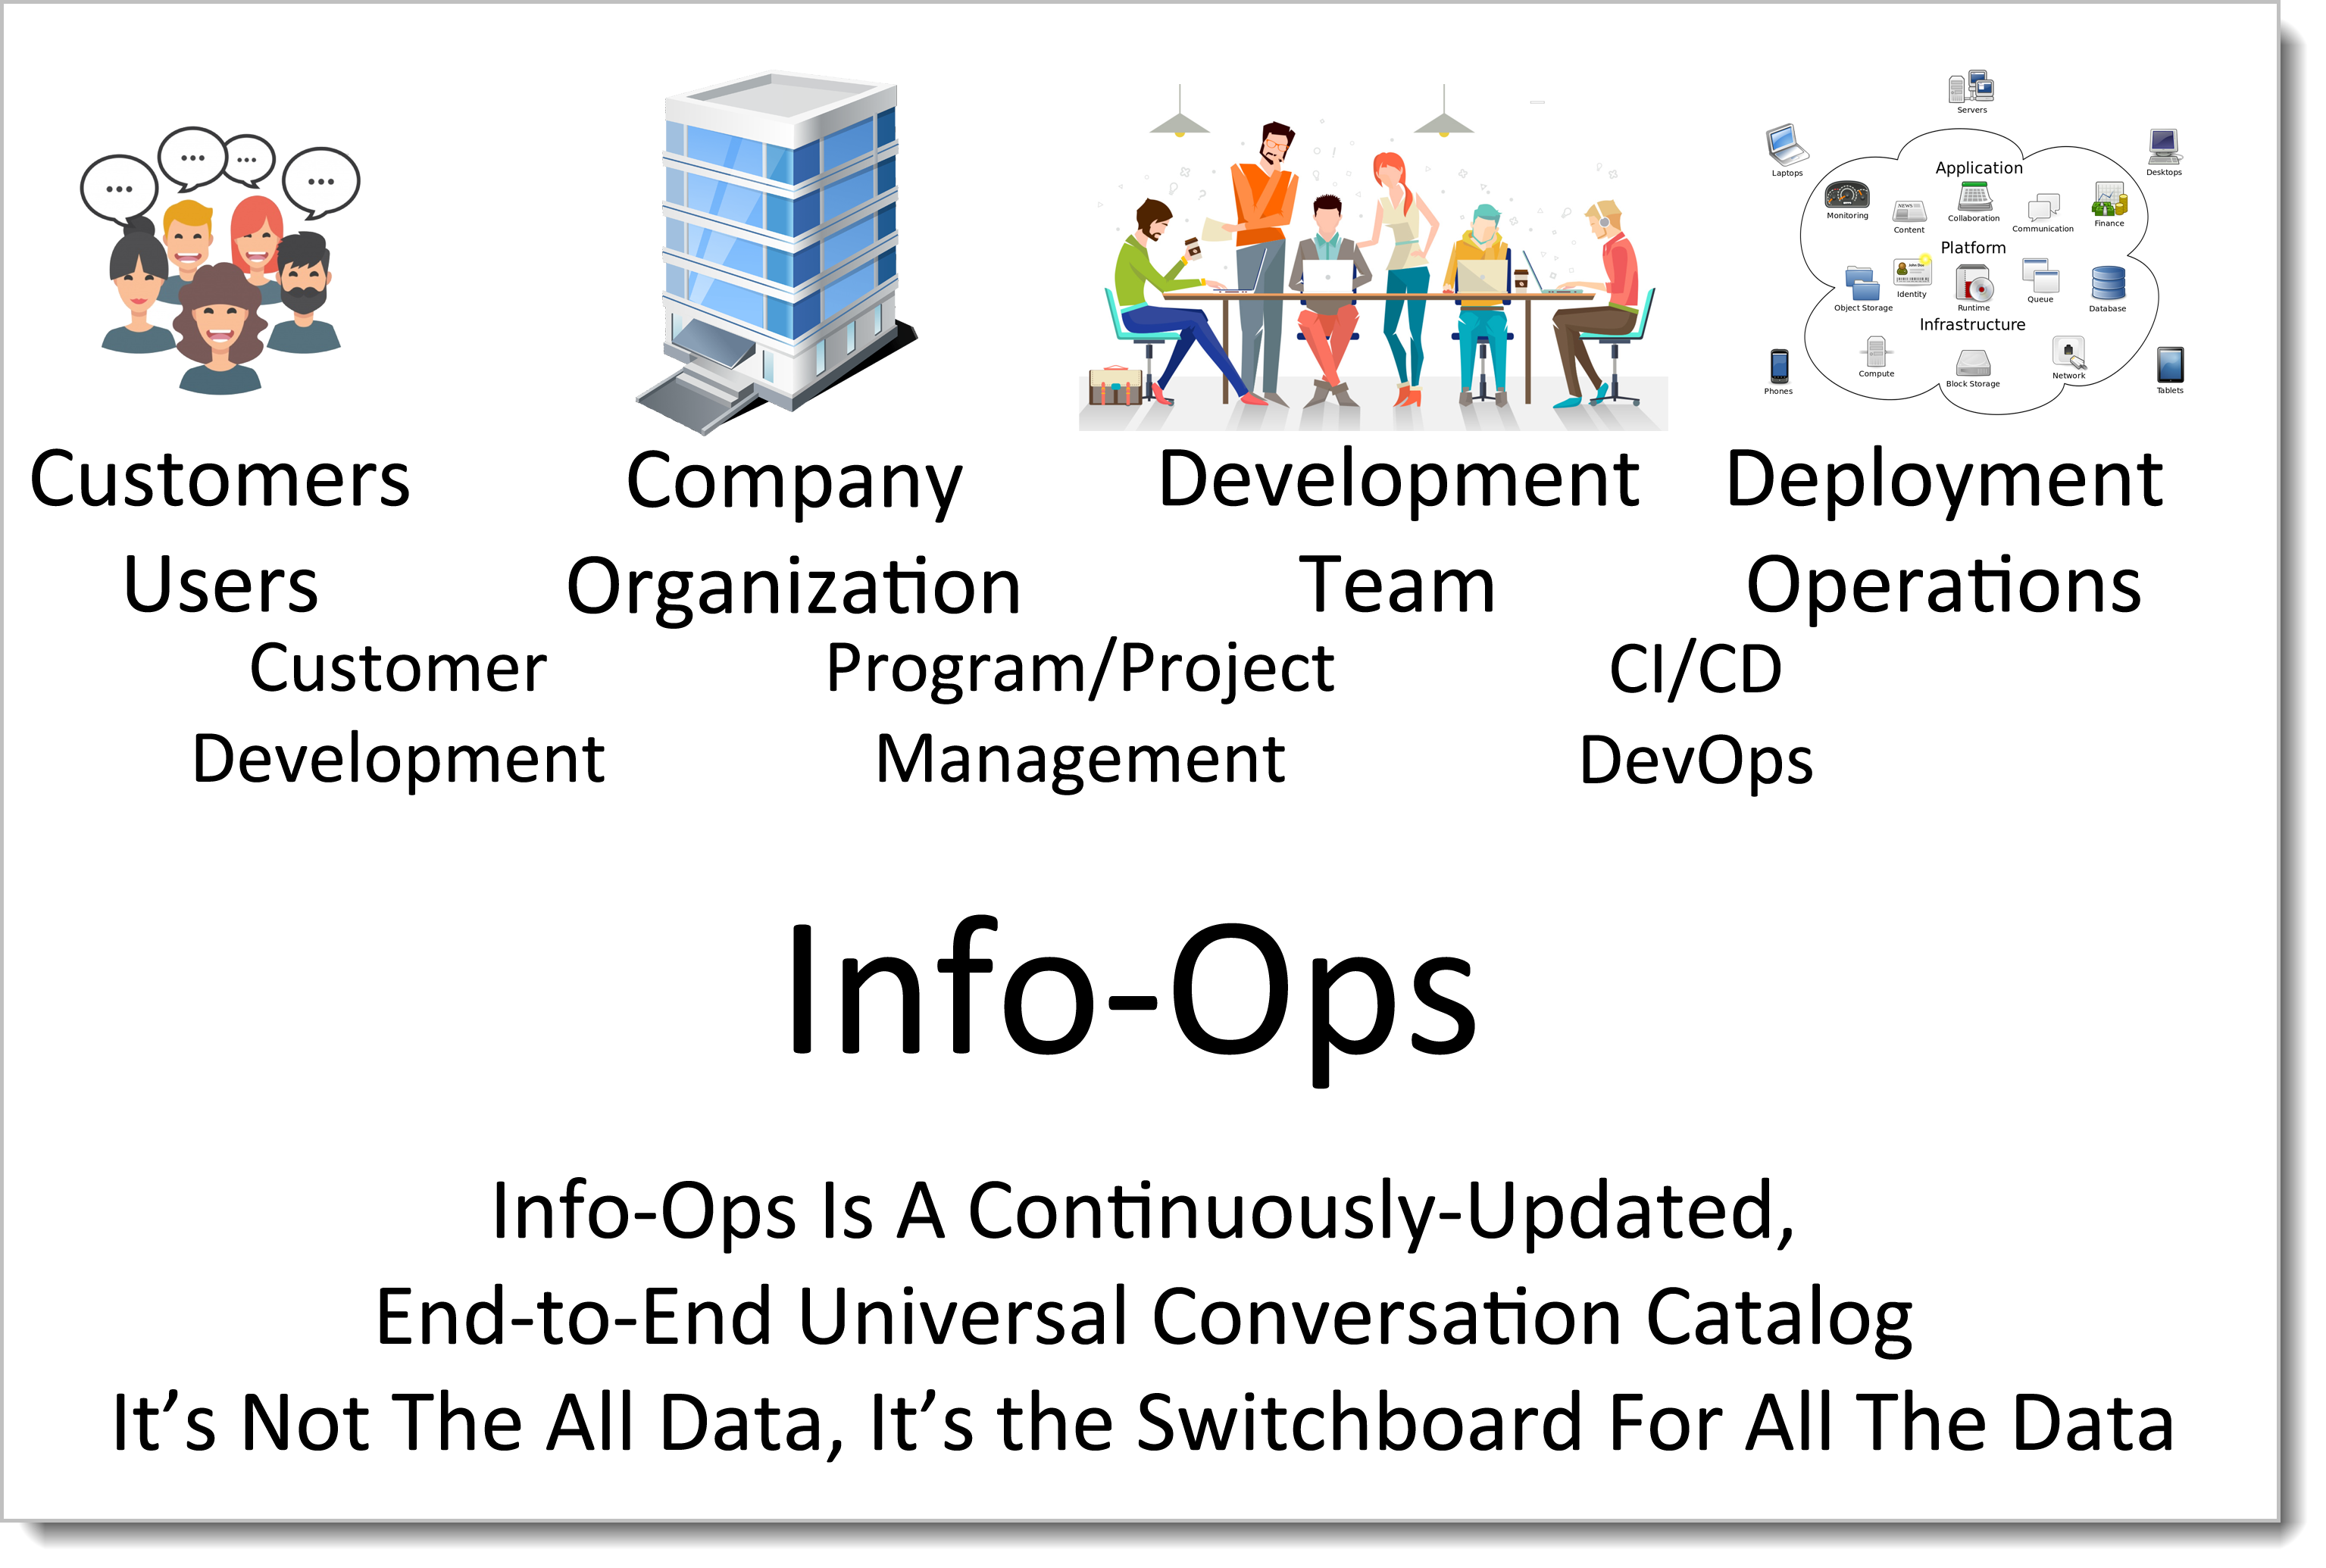 Servers
Laptops
Desktops
Application
Monitoring
Content
Collaboration
Communication
Finance
Platform
Object Storage
Identity
Runtime
Queue
Database
Infrastructure
Compute
Block Storage
Network
Phones
Tablets
Customers Company Development Deployment
Users Organization Team Operations
Customer Program/Project CI/CD
Development Management DevOps
Info-Ops
Info-Ops Is A Continuously-Updated,
End-to-End Universal Conversation Catalog
It's Not The All Data, It's the Switchboard For All The Data